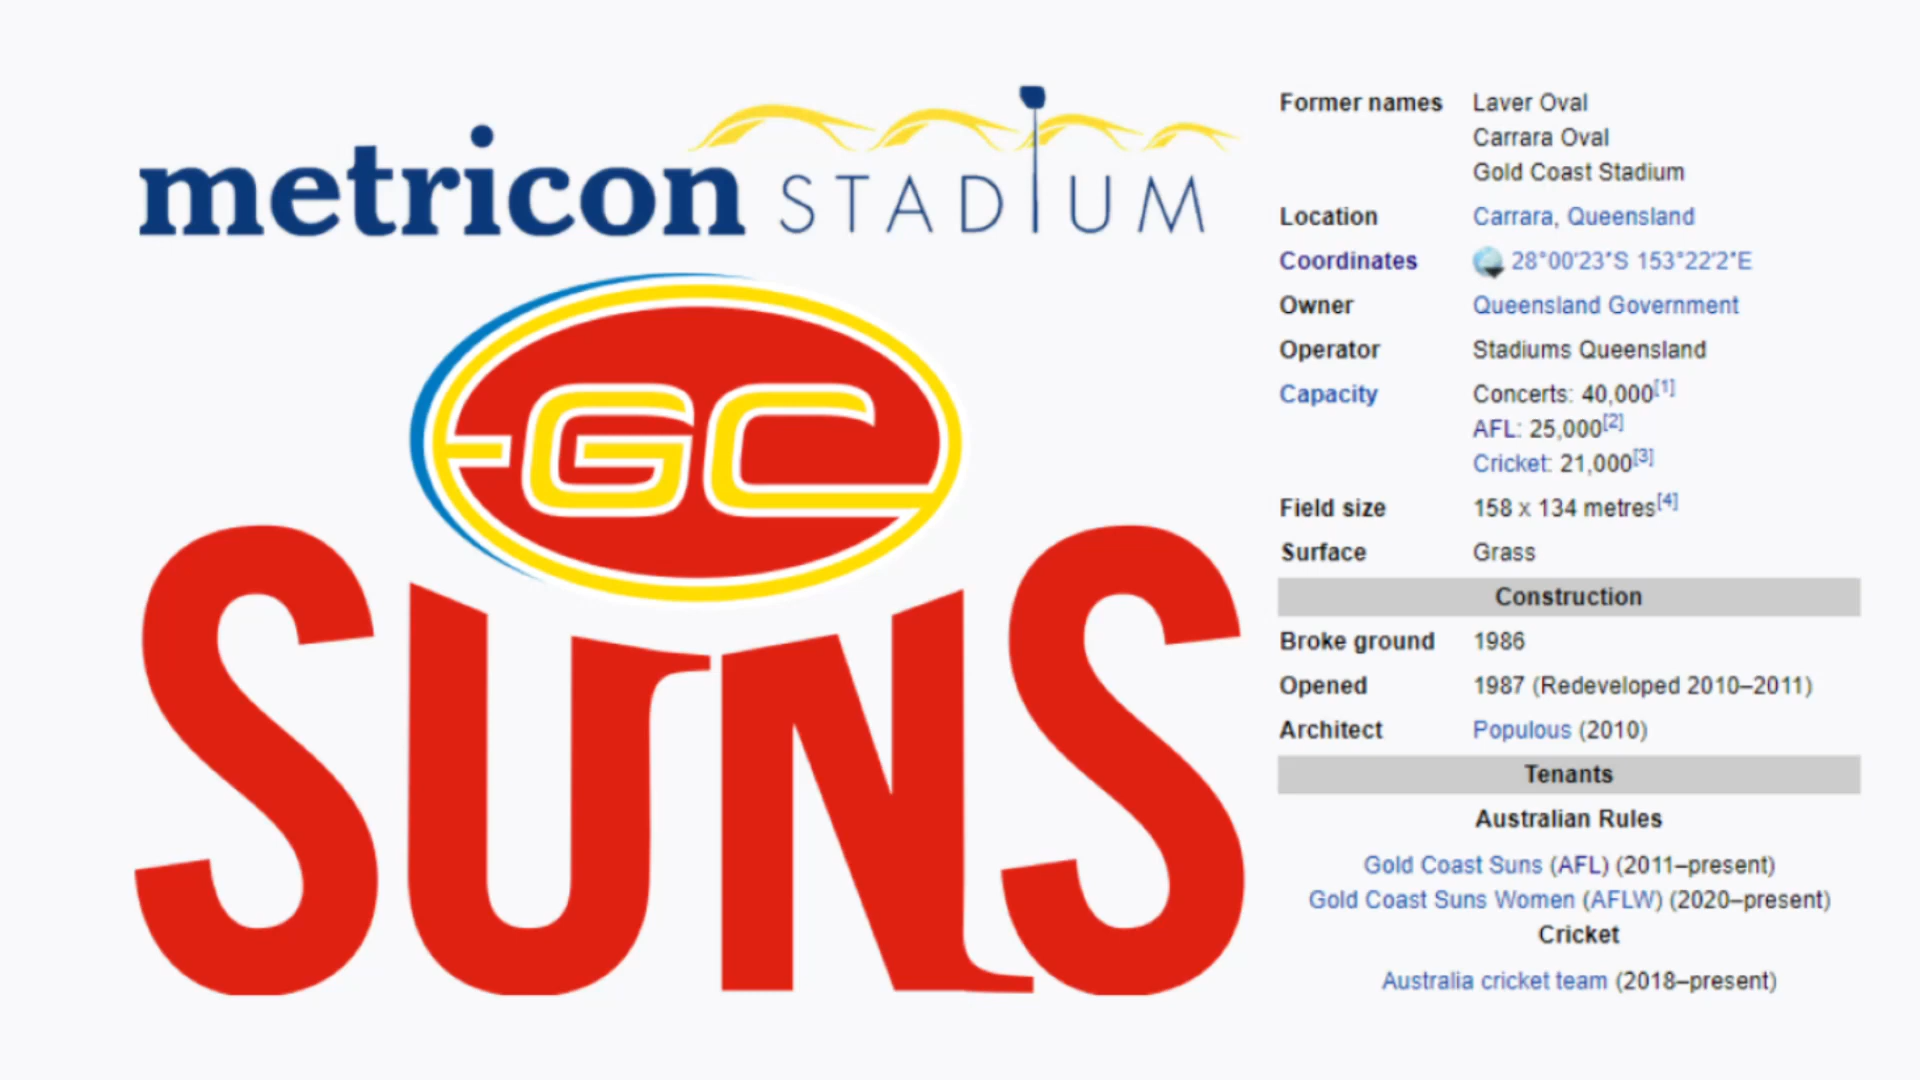 metricon STADIUM
GC
SUNS
Former names Laver Oval
Carrara Oval
Gold Coast Stadium
Location Carrara, Queensland
Coordinates 28°00′23″S 153°22′2″E
Owner Queensland Government
Operator Stadiums Queensland
Capacity Concerts: 40,000[1]
AFL: 25,000[2]
Cricket: 21,000[3]
Field size 158 x 134 metres[4]
Surface Grass
Construction
Broke ground 1986
Opened 1987 (Redeveloped 2010–2011)
Architect Populous (2010)
Tenants
Australian Rules
Gold Coast Suns (AFL) (2011–present)
Gold Coast Suns Women (AFLW) (2020–present)
Cricket
Australia cricket team (2018–present)